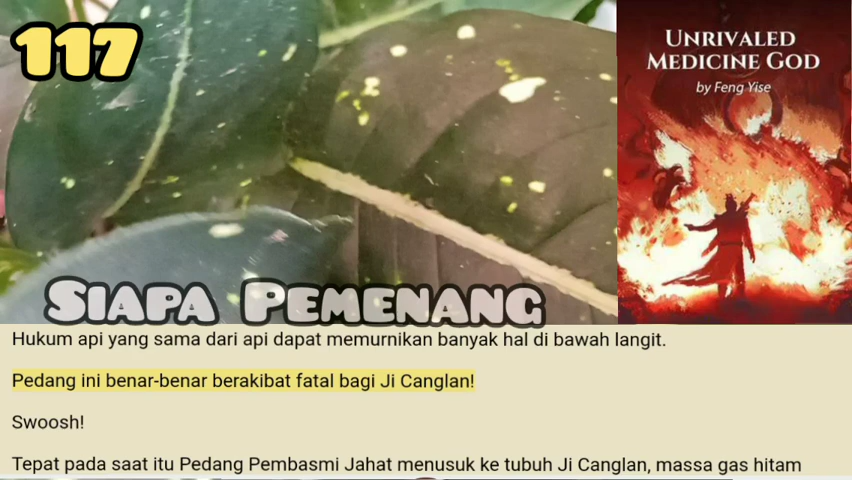 117
UNRIVALED
MEDICINE GOD
by Feng Yise
SIAPA PEMENANG
Hukum api yang sama dari api dapat memurnikan banyak hal di bawah langit.
Pedang ini benar-benar berakibat fatal bagi Ji Canglan!
Swoosh!
Tepat pada saat itu Pedang Pembasmi Jahat menusuk ke tubuh Ji Canglan, massa gas hitam